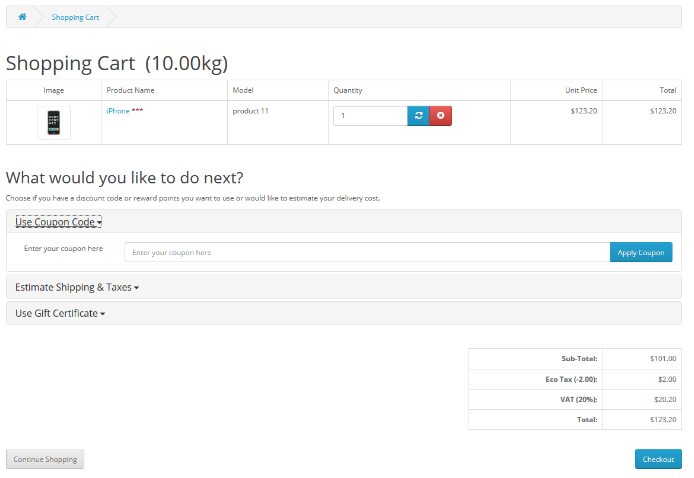 Shopping Cart
Shopping Cart (10.00kg)
Image Product Name Model Quantity Unit Price Total
iPhone *** product 11 1 $123.20 $123.20
What would you like to do next?
Choose if you have a discount code or reward points you want to use or would like to estimate your delivery cost.
Use Coupon Code
Enter your coupon here Enter your coupon here Apply Coupon
Estimate Shipping & Taxes
Use Gift Certificate
Sub-Total: $101.00
Eco Tax (-2.00): $2.00
VAT (20%): $20.20
Total: $123.20
Continue Shopping Checkout